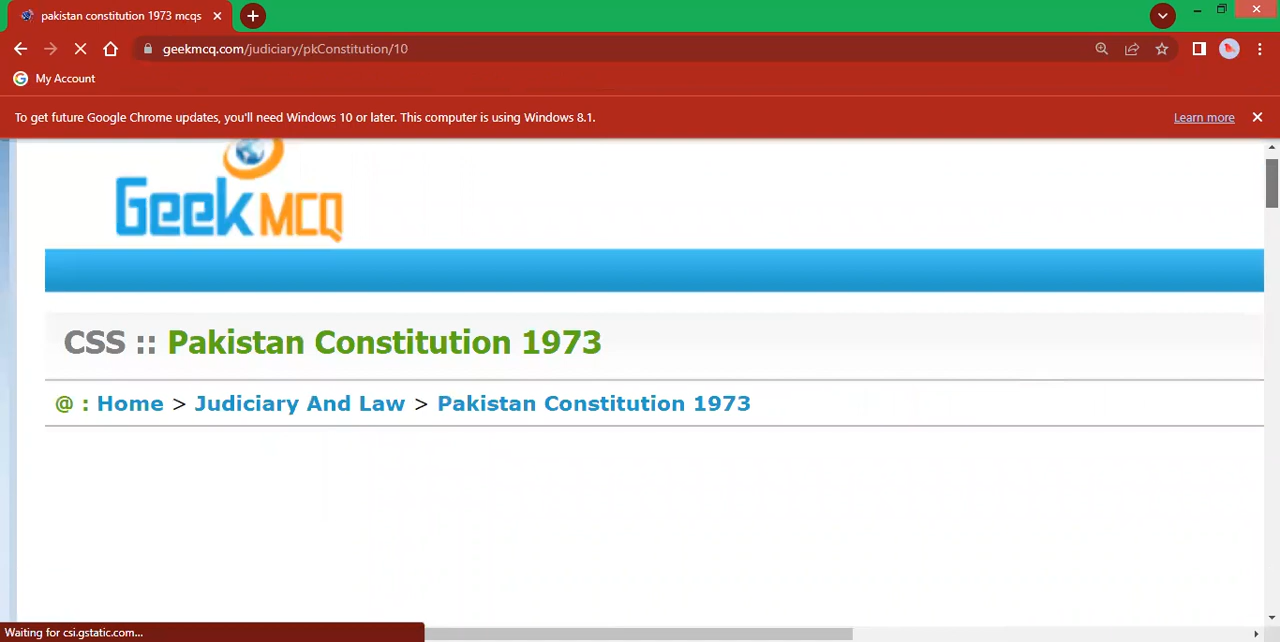 pakistan constitution 1973 mcqs
geekmcq.com/judiciary/pkConstitution/10
My Account
To get future Google Chrome updates, you'll need Windows 10 or later. This computer is using Windows 8.1.
Learn more
Geek MCQ
CSS :: Pakistan Constitution 1973
@ : Home > Judiciary And Law > Pakistan Constitution 1973
Waiting for csi.gstatic.com...